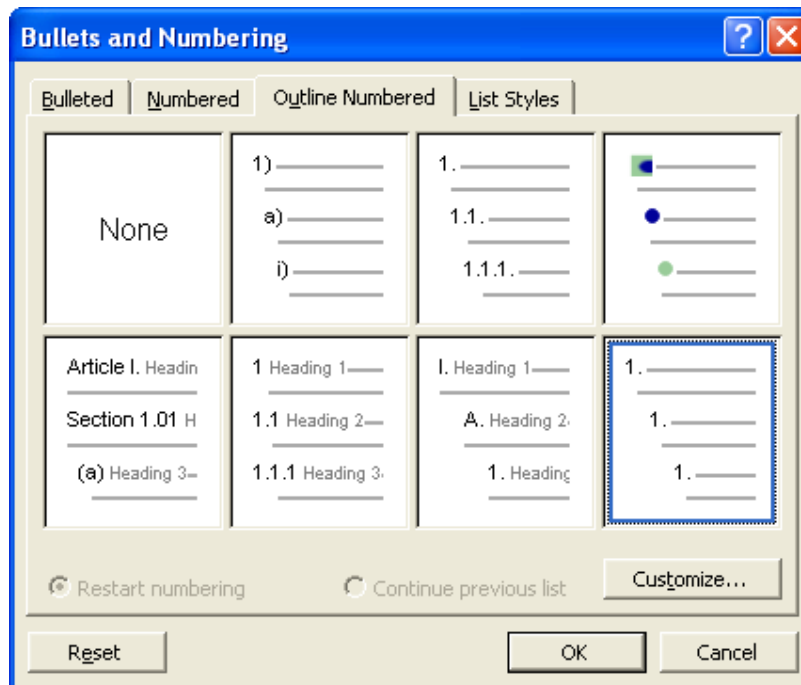 Bullets and Numbering
Bulleted Numbered Outline Numbered List Styles
None
1)
a)
i)
1.
1.1.
1.1.1.
Article I. Headin
Section 1.01 H
(a) Heading 3
1 Heading 1
1.1 Heading 2
1.1.1 Heading 3
I. Heading 1
A. Heading 2
1. Heading
1.
1.
1.
Restart numbering Continue previous list Customize...
Reset OK Cancel